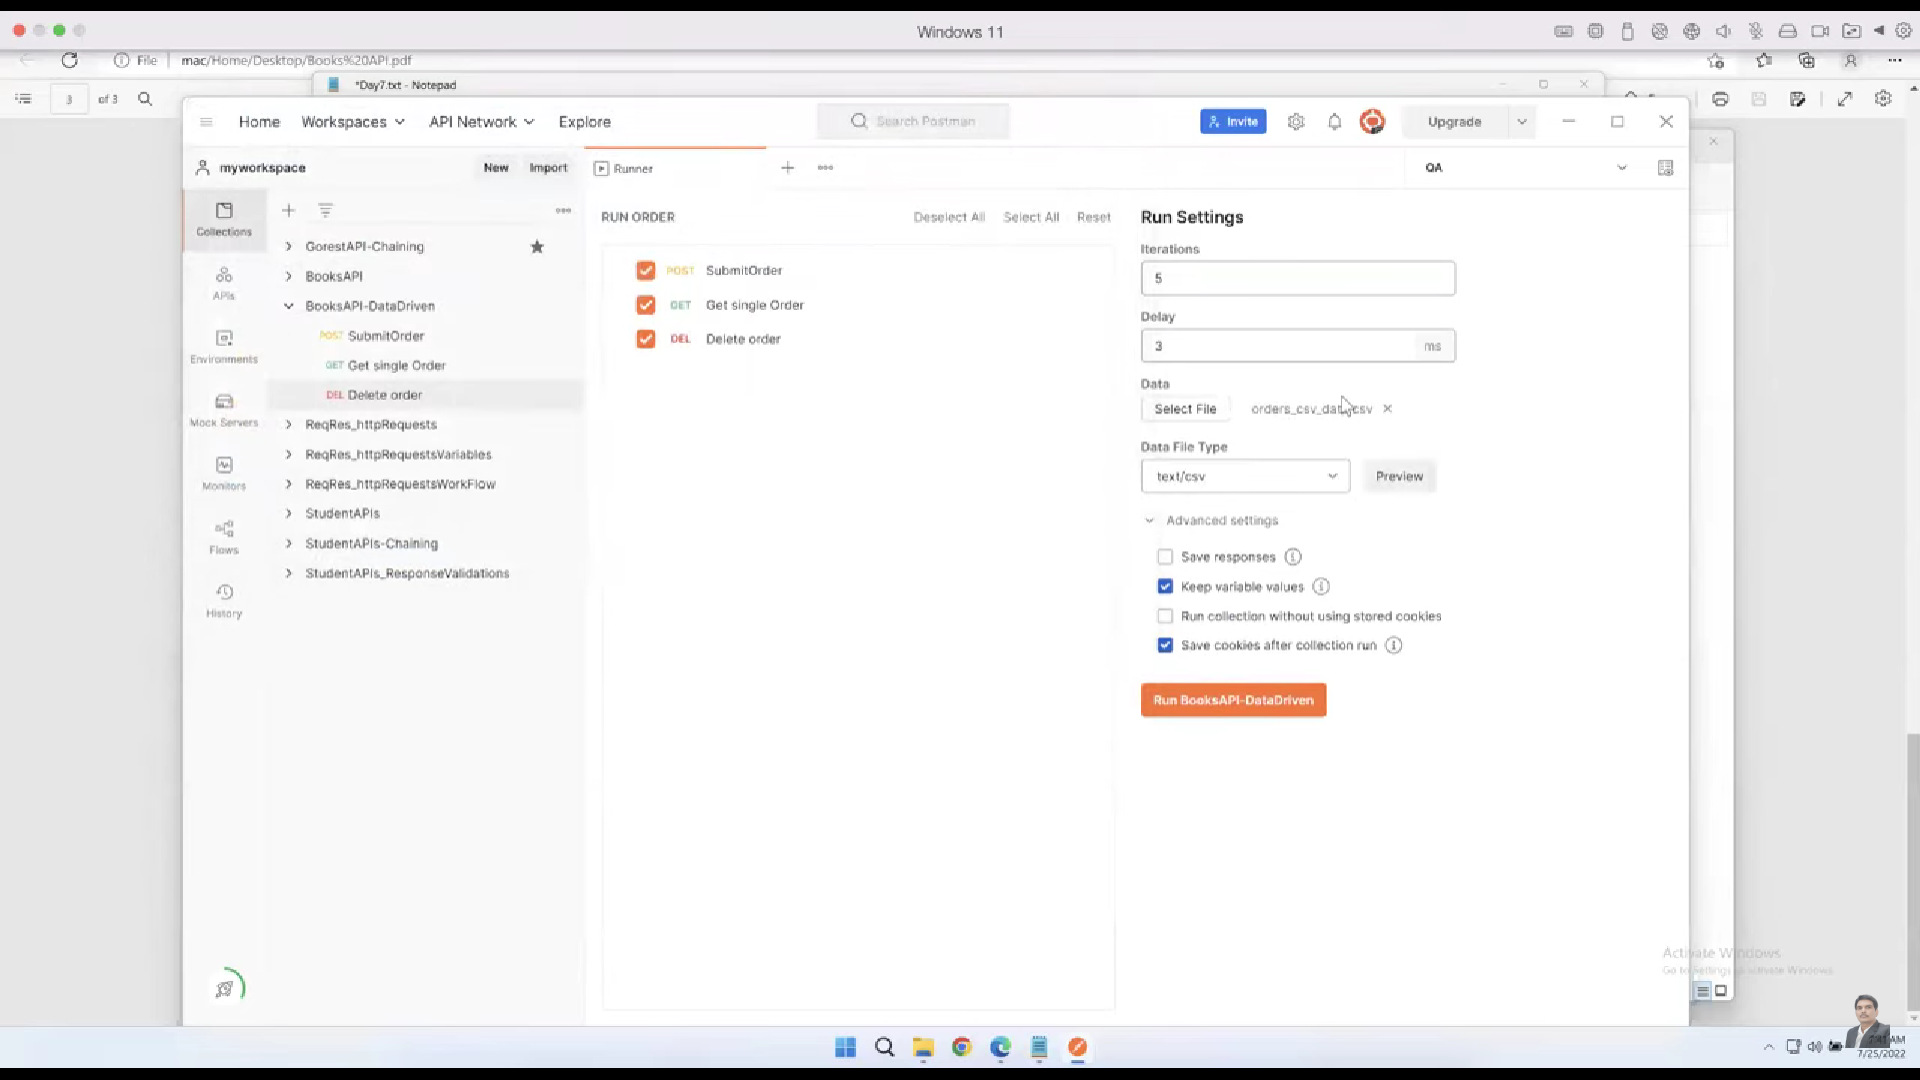 Windows 11
File
mac/Home/Desktop/Books%20API.pdf
3 of 3
*Day7.txt - Notepad
Home
Workspaces
API Network
Explore
Search Postman
Invite
Upgrade
myworkspace
New
Import
Runner
QA
Collections
APIs
Environments
Mock Servers
Monitors
Flows
History
GorestAPI-Chaining
BooksAPI
BooksAPI-DataDriven
POST SubmitOrder
GET Get single Order
DEL Delete order
ReqRes_httpRequests
ReqRes_httpRequestsVariables
ReqRes_httpRequestsWorkFlow
StudentAPIs
StudentAPIs-Chaining
StudentAPIs_ResponseValidations
RUN ORDER
Deselect All
Select All
Reset
POST SubmitOrder
GET Get single Order
DEL Delete order
Run Settings
Iterations
5
Delay
3
ms
Data
Select File
Data File Type
text/csv
Preview
Advanced settings
Save responses
Keep variable values
Run collection without using stored cookies
Save cookies after collection run
Run BooksAPI-DataDriven
Activate Windows
Go to Settings to activate Windows.
AM
7/25/2022